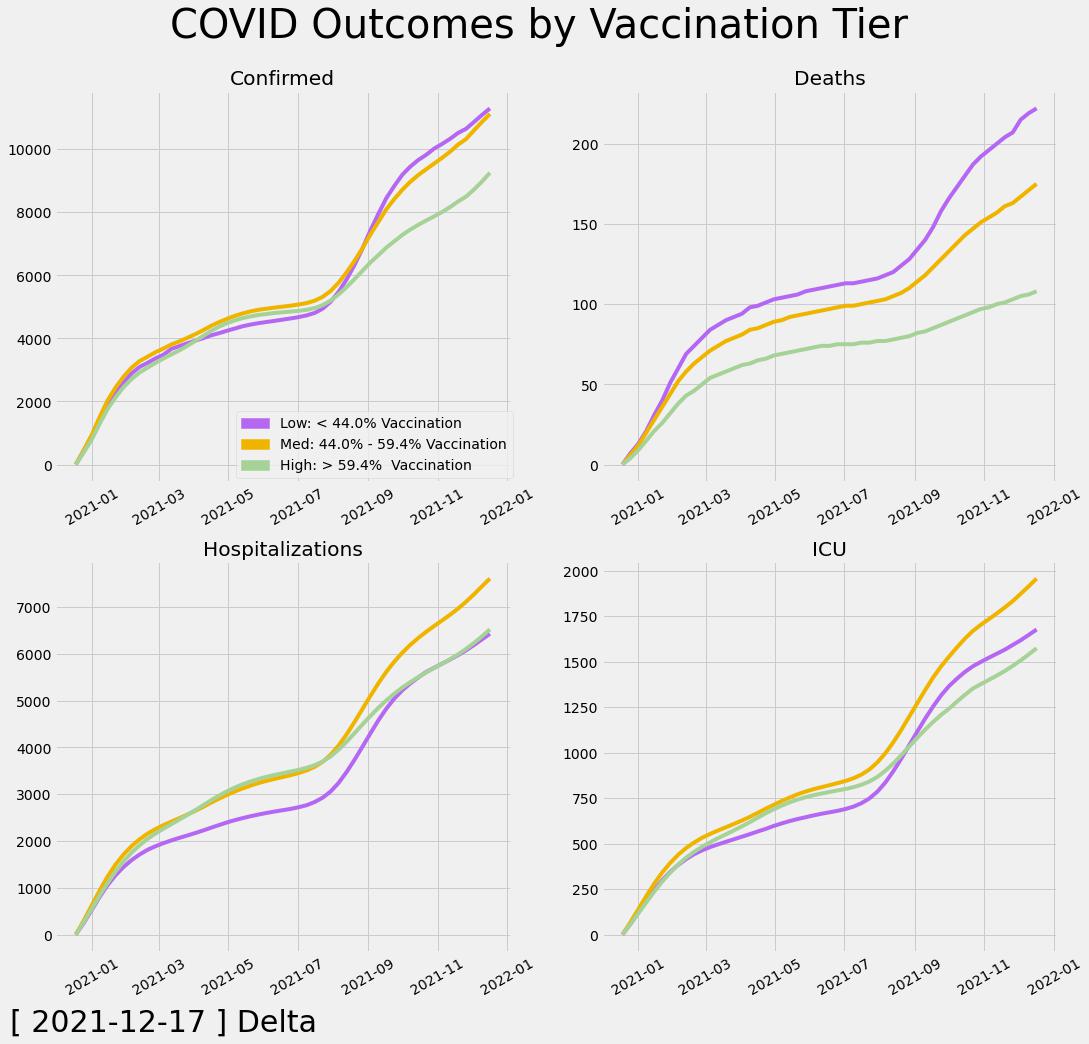 COVID Outcomes by Vaccination Tier
Confirmed
10000
8000
6000
4000
2000
0
Low: < 44.0% Vaccination
Med: 44.0% - 59.4% Vaccination
High: > 59.4%  Vaccination
2021-01 2021-03 2021-05 2021-07 2021-09 2021-11 2022-01
Deaths
200
150
100
50
0
2021-01 2021-03 2021-05 2021-07 2021-09 2021-11 2022-01
Hospitalizations
7000
6000
5000
4000
3000
2000
1000
0
2021-01 2021-03 2021-05 2021-07 2021-09 2021-11 2022-01
ICU
2000
1750
1500
1250
1000
750
500
250
0
2021-01 2021-03 2021-05 2021-07 2021-09 2021-11 2022-01
[ 2021-12-17 ] Delta